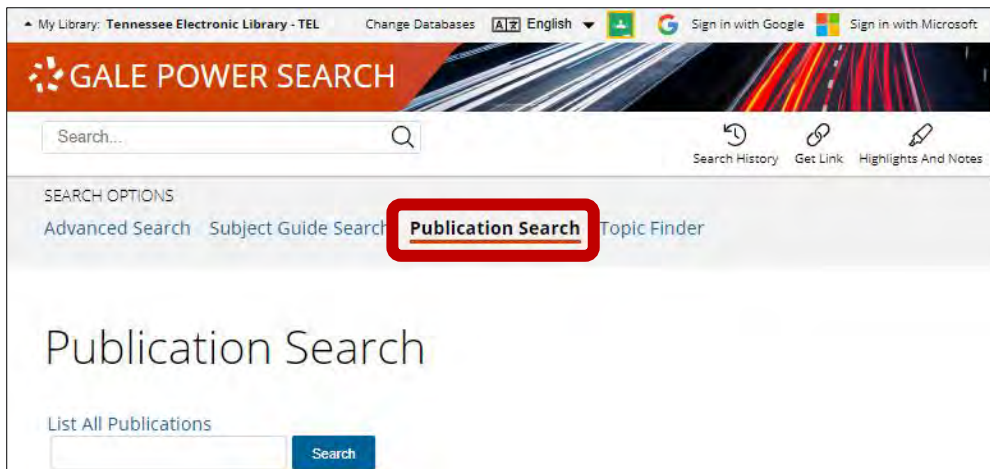 My Library: Tennessee Electronic Library - TEL Change Databases English Sign in with Google Sign in with Microsoft
GALE POWER SEARCH
Search...
Search History Get Link Highlights And Notes
SEARCH OPTIONS
Advanced Search Subject Guide Search Publication Search Topic Finder
Publication Search
List All Publications
Search